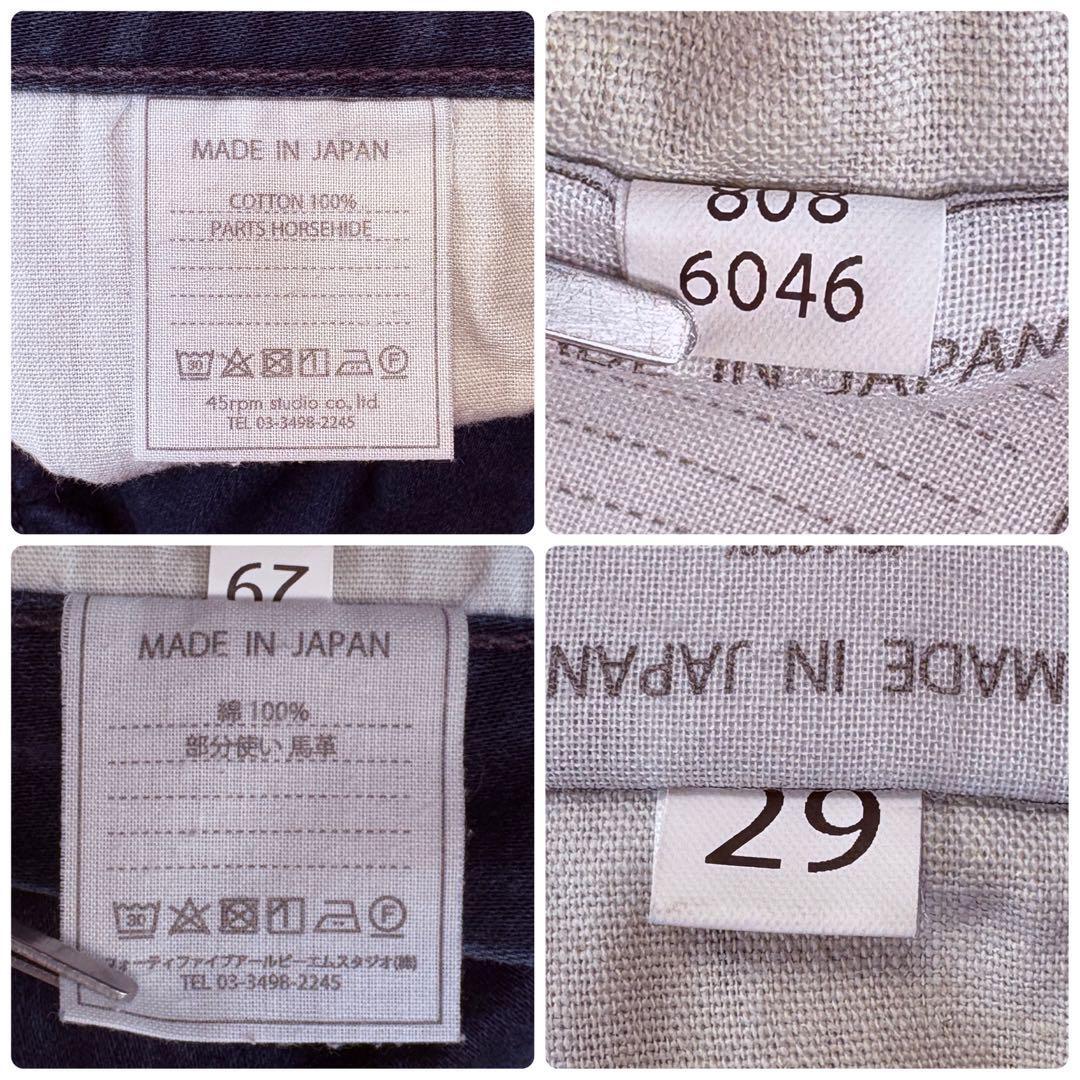 MADE IN JAPAN
COTTON 100%
PARTS HORSEHIDE
30
F
45rpm studio co., ltd.
TEL 03-3498-2245
808
6046
IN JAPAN
29
MADE IN JAPAN
綿 100%
部分使い 馬革
30
F
フォーティファイブアールピーエムスタジオ(株)
TEL 03-3498-2245
MADE IN JAPAN
29